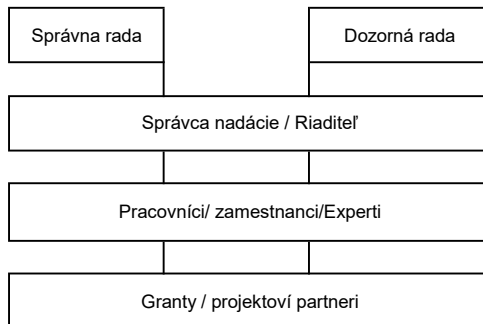 Správna rada
Dozorná rada
Správca nadácie / Riaditeľ
Pracovníci/ zamestnanci/Experti
Granty / projektoví partneri